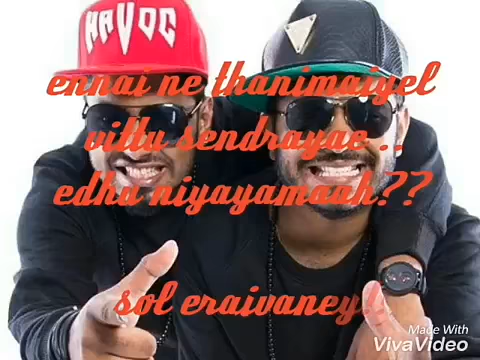 HAVOC
ennai ne thanimaiyel
vittu sendrayae ..
edhu niyayamaah??
sol eraivaney!
Made With
VivaVideo